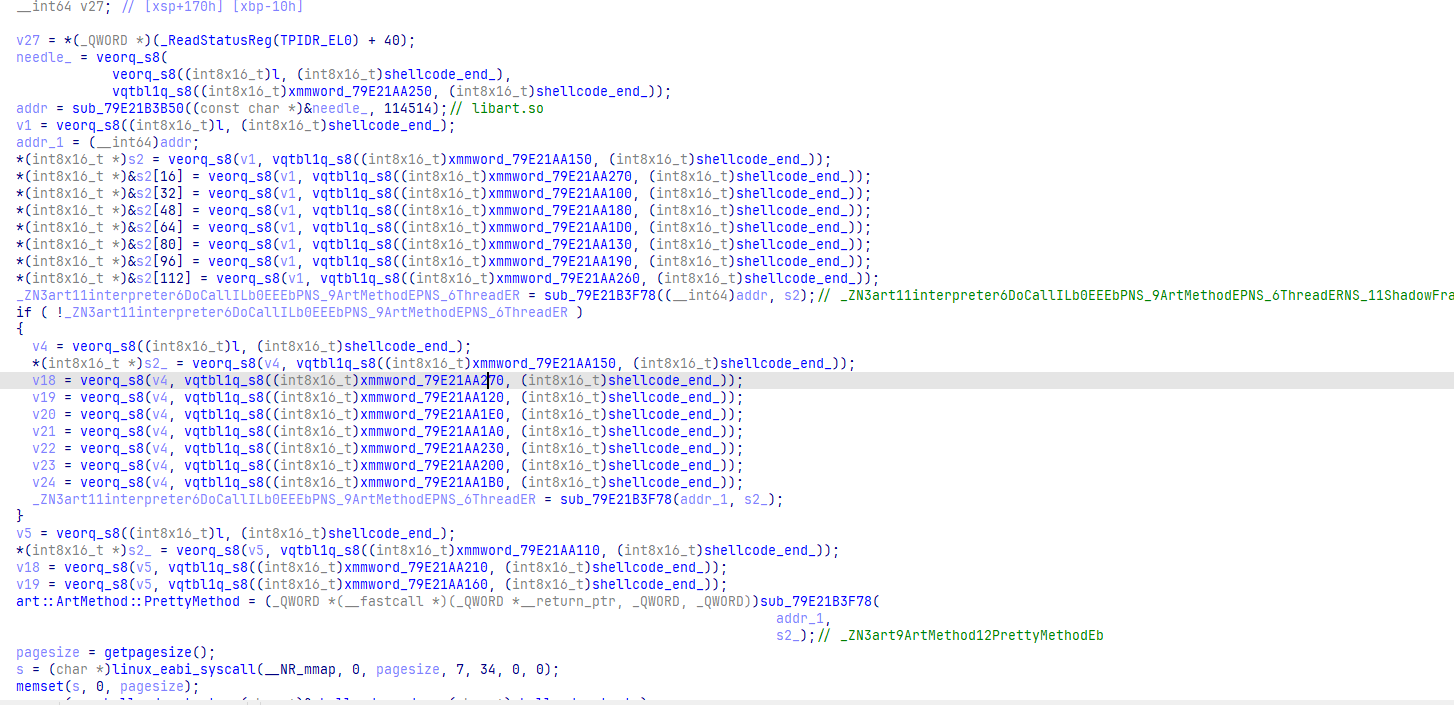 __int64 v27; // [xsp+170h] [xbp-10h]
v27 = *(_QWORD *)(_ReadStatusReg(TPIDR_EL0) + 40);
needle_ = veorq_s8(
veorq_s8((int8x16_t)l, (int8x16_t)shellcode_end_),
vqtbl1q_s8((int8x16_t)xmmword_79E21AA250, (int8x16_t)shellcode_end_));
addr = sub_79E21B3B50((const char *)&needle_, 114514);// libart.so
v1 = veorq_s8((int8x16_t)l, (int8x16_t)shellcode_end_);
addr_1 = (__int64)addr;
*(int8x16_t *)s2 = veorq_s8(v1, vqtbl1q_s8((int8x16_t)xmmword_79E21AA150, (int8x16_t)shellcode_end_));
*(int8x16_t *)&s2[16] = veorq_s8(v1, vqtbl1q_s8((int8x16_t)xmmword_79E21AA270, (int8x16_t)shellcode_end_));
*(int8x16_t *)&s2[32] = veorq_s8(v1, vqtbl1q_s8((int8x16_t)xmmword_79E21AA100, (int8x16_t)shellcode_end_));
*(int8x16_t *)&s2[48] = veorq_s8(v1, vqtbl1q_s8((int8x16_t)xmmword_79E21AA180, (int8x16_t)shellcode_end_));
*(int8x16_t *)&s2[64] = veorq_s8(v1, vqtbl1q_s8((int8x16_t)xmmword_79E21AA1D0, (int8x16_t)shellcode_end_));
*(int8x16_t *)&s2[80] = veorq_s8(v1, vqtbl1q_s8((int8x16_t)xmmword_79E21AA130, (int8x16_t)shellcode_end_));
*(int8x16_t *)&s2[96] = veorq_s8(v1, vqtbl1q_s8((int8x16_t)xmmword_79E21AA190, (int8x16_t)shellcode_end_));
*(int8x16_t *)&s2[112] = veorq_s8(v1, vqtbl1q_s8((int8x16_t)xmmword_79E21AA260, (int8x16_t)shellcode_end_));
_ZN3art11interpreter6DoCallILb0EEEbPNS_9ArtMethodEPNS_6ThreadER = sub_79E21B3F78((__int64)addr, s2);// _ZN3art11interpreter6DoCallILb0EEEbPNS_9ArtMethodEPNS_6ThreadERNS_11ShadowFra
if ( !_ZN3art11interpreter6DoCallILb0EEEbPNS_9ArtMethodEPNS_6ThreadER )
{
v4 = veorq_s8((int8x16_t)l, (int8x16_t)shellcode_end_);
*(int8x16_t *)s2_ = veorq_s8(v4, vqtbl1q_s8((int8x16_t)xmmword_79E21AA150, (int8x16_t)shellcode_end_));
v18 = veorq_s8(v4, vqtbl1q_s8((int8x16_t)xmmword_79E21AA270, (int8x16_t)shellcode_end_));
v19 = veorq_s8(v4, vqtbl1q_s8((int8x16_t)xmmword_79E21AA120, (int8x16_t)shellcode_end_));
v20 = veorq_s8(v4, vqtbl1q_s8((int8x16_t)xmmword_79E21AA1E0, (int8x16_t)shellcode_end_));
v21 = veorq_s8(v4, vqtbl1q_s8((int8x16_t)xmmword_79E21AA1A0, (int8x16_t)shellcode_end_));
v22 = veorq_s8(v4, vqtbl1q_s8((int8x16_t)xmmword_79E21AA230, (int8x16_t)shellcode_end_));
v23 = veorq_s8(v4, vqtbl1q_s8((int8x16_t)xmmword_79E21AA200, (int8x16_t)shellcode_end_));
v24 = veorq_s8(v4, vqtbl1q_s8((int8x16_t)xmmword_79E21AA1B0, (int8x16_t)shellcode_end_));
_ZN3art11interpreter6DoCallILb0EEEbPNS_9ArtMethodEPNS_6ThreadER = sub_79E21B3F78(addr_1, s2_);
}
v5 = veorq_s8((int8x16_t)l, (int8x16_t)shellcode_end_);
*(int8x16_t *)s2_ = veorq_s8(v5, vqtbl1q_s8((int8x16_t)xmmword_79E21AA110, (int8x16_t)shellcode_end_));
v18 = veorq_s8(v5, vqtbl1q_s8((int8x16_t)xmmword_79E21AA210, (int8x16_t)shellcode_end_));
v19 = veorq_s8(v5, vqtbl1q_s8((int8x16_t)xmmword_79E21AA160, (int8x16_t)shellcode_end_));
art::ArtMethod::PrettyMethod = (_QWORD *(__fastcall *)(_QWORD *__return_ptr, _QWORD, _QWORD))sub_79E21B3F78(
addr_1,
s2_);// _ZN3art9ArtMethod12PrettyMethodEb
pagesize = getpagesize();
s = (char *)linux_eabi_syscall(__NR_mmap, 0, pagesize, 7, 34, 0, 0);
memset(s, 0, pagesize);